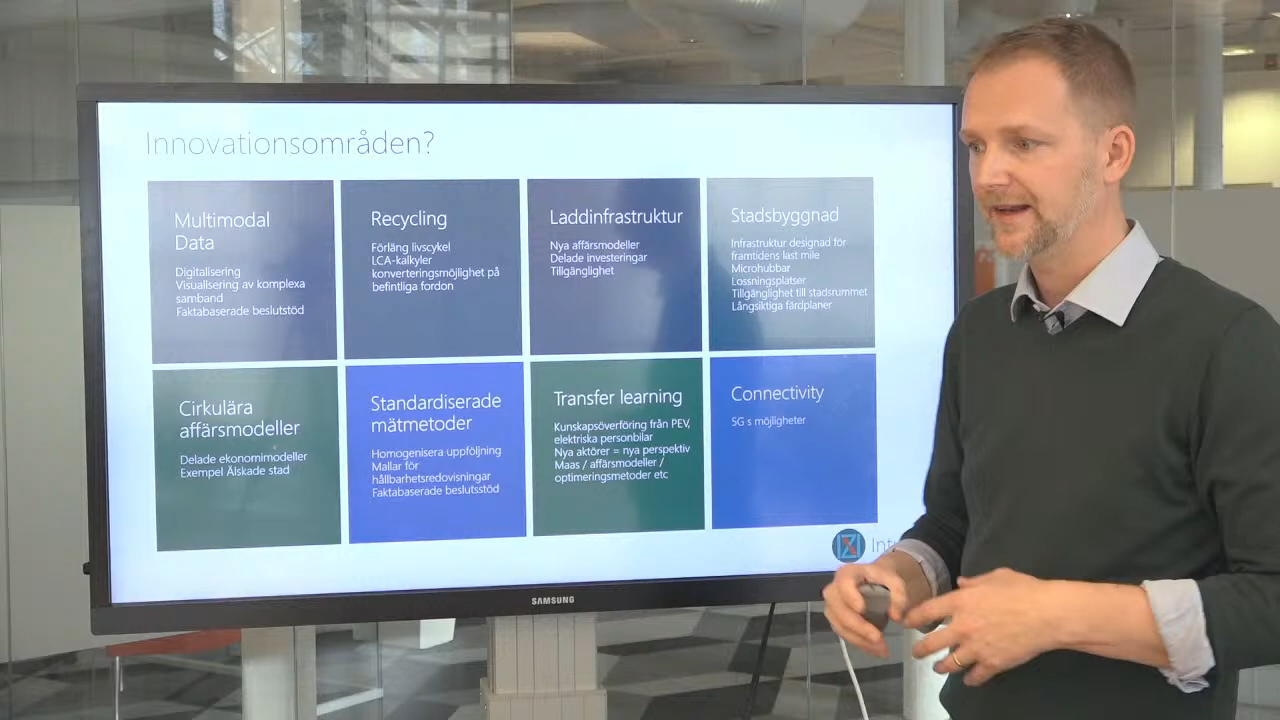 Innovationsområden?
Multimodal
Data
Digitalisering
Visualisering av komplexa
samband
Faktabaserade beslutstöd
Recycling
Förläng livscykel
LCA-kalkyler
konverteringsmöjlighet på
befintliga fordon
Laddinfrastruktur
Nya affärsmodeller
Delade investeringar
Tillgänglighet
Stadsbyggnad
Infrastruktur designad för
framtidens last mile
Microhubbar
Lossningsplatser
Tillgänglighet till stadsrummet
Långsiktiga färdplaner
Cirkulära
affärsmodeller
Delade ekonomimodeller
Exempel Älskade stad
Standardiserade
mätmetoder
Homogenisera uppföljning
Mallar för
hållbarhetsredovisningar
Faktabaserade beslutsstöd
Transfer learning
Kunskapsöverföring från PEV,
elektriska personbilar
Nya aktörer = nya perspektiv
Maas / affärsmodeller /
optimeringsmetoder etc
Connectivity
5G s möjligheter
SAMSUNG